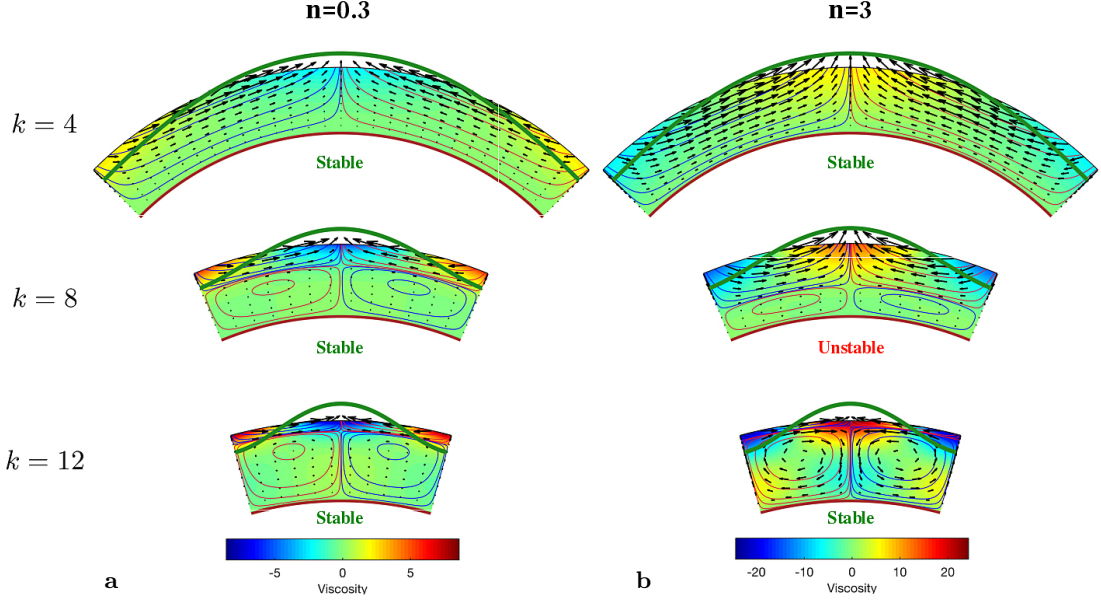 n=0.3
n=3
k = 4
Stable
Stable
k = 8
Stable
Unstable
k = 12
Stable
Stable
-5 0 5
-20 -10 0 10 20
a
Viscosity
b
Viscosity